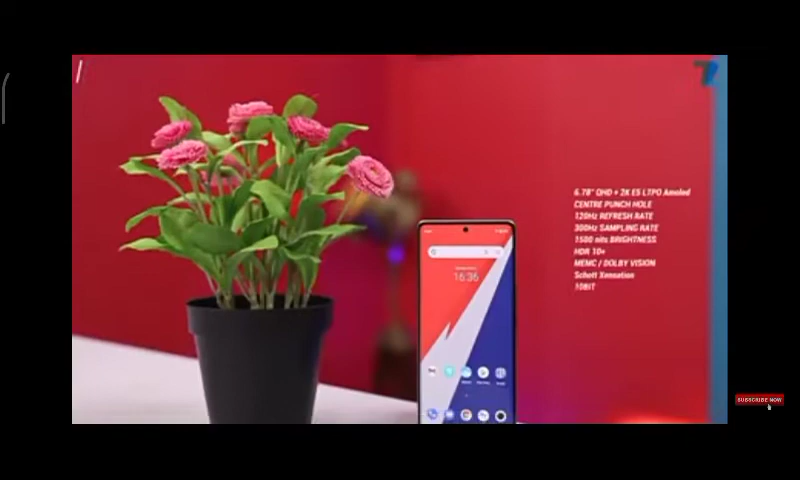 6.78" QHD + 2K E5 LTPO Amoled
CENTRE PUNCH HOLE
120Hz REFRESH RATE
300Hz SAMPLING RATE
1500 nits BRIGHTNESS
HDR 10+
MEMC / DOLBY VISION
Schott Xensation
10BIT
16:36
SUBSCRIBE NOW